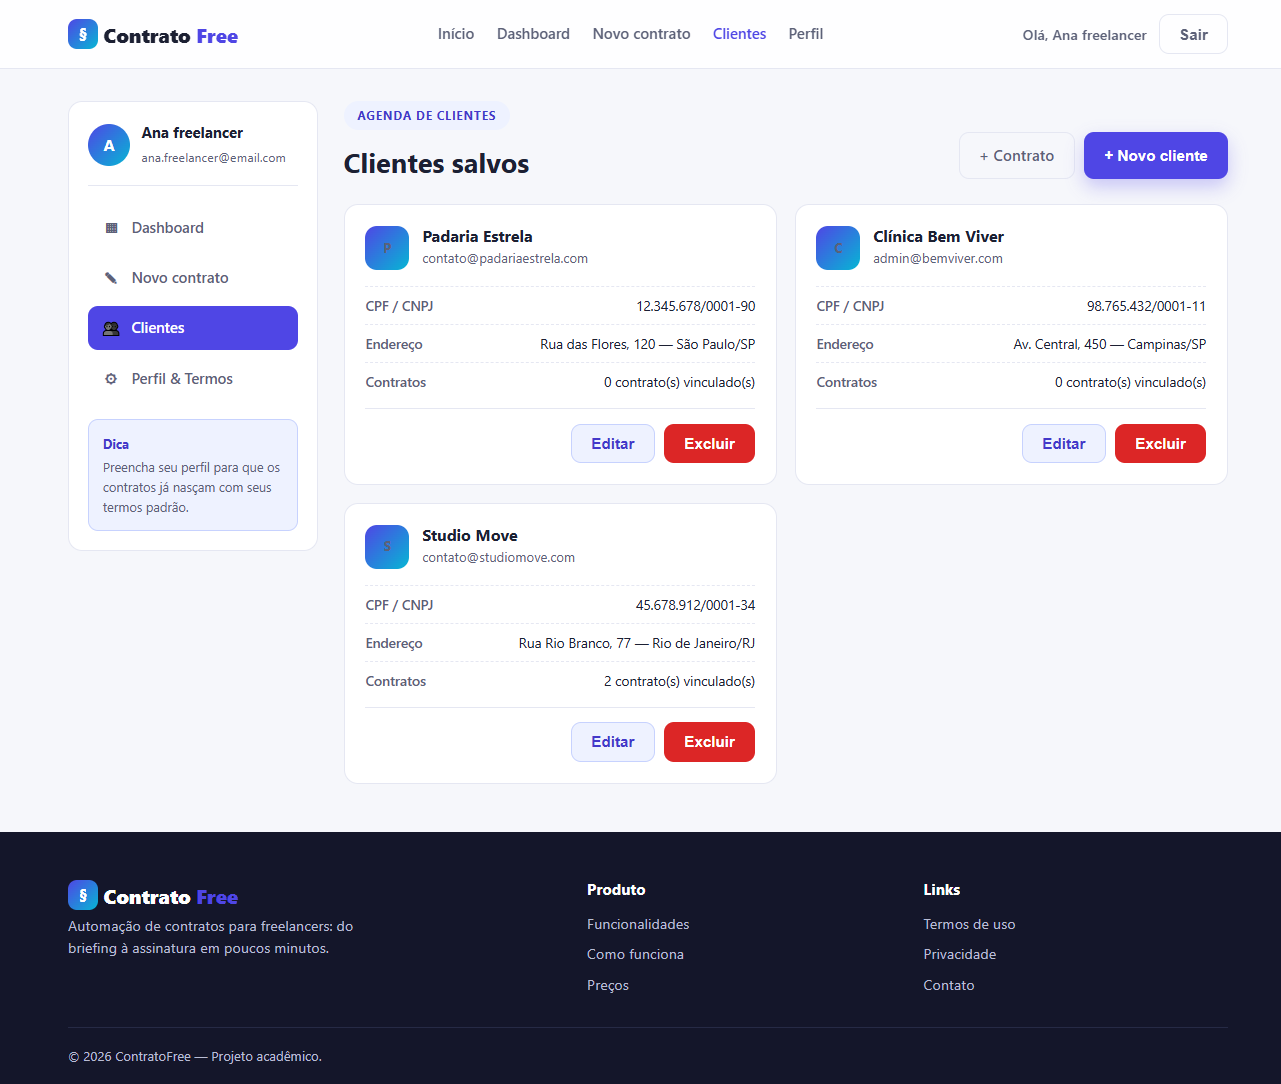 § Contrato Free
Início Dashboard Novo contrato Clientes Perfil
Olá, Ana freelancer Sair
A Ana freelancer
ana.freelancer@email.com
Dashboard
Novo contrato
Clientes
Perfil & Termos
Dica
Preencha seu perfil para que os
contratos já nasçam com seus
termos padrão.
AGENDA DE CLIENTES
Clientes salvos
+ Contrato + Novo cliente
P Padaria Estrela
contato@padariaestrela.com
CPF / CNPJ 12.345.678/0001-90
Endereço Rua das Flores, 120 — São Paulo/SP
Contratos 0 contrato(s) vinculado(s)
Editar Excluir
C Clínica Bem Viver
admin@bemviver.com
CPF / CNPJ 98.765.432/0001-11
Endereço Av. Central, 450 — Campinas/SP
Contratos 0 contrato(s) vinculado(s)
Editar Excluir
S Studio Move
contato@studiomove.com
CPF / CNPJ 45.678.912/0001-34
Endereço Rua Rio Branco, 77 — Rio de Janeiro/RJ
Contratos 2 contrato(s) vinculado(s)
Editar Excluir
§ Contrato Free
Automação de contratos para freelancers: do
briefing à assinatura em poucos minutos.
Produto
Funcionalidades
Como funciona
Preços
Links
Termos de uso
Privacidade
Contato
© 2026 ContratoFree — Projeto acadêmico.